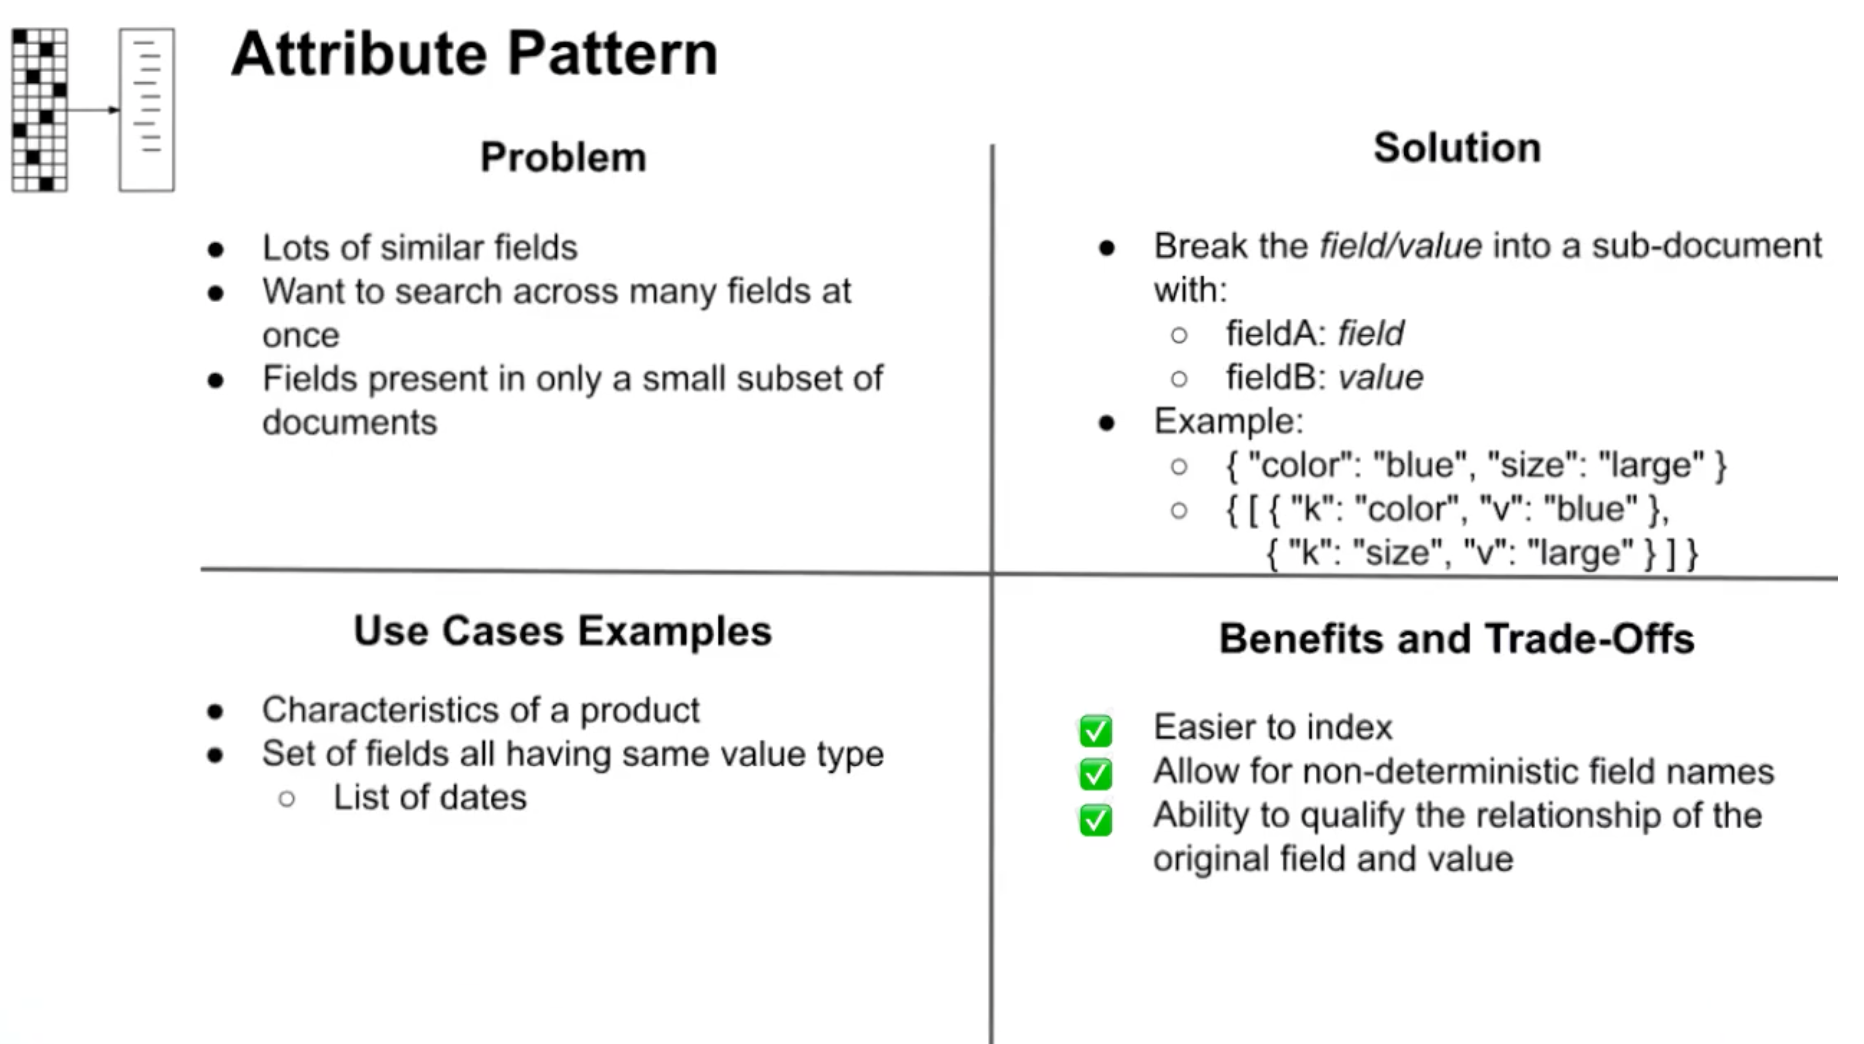 Attribute Pattern
Problem
● Lots of similar fields
● Want to search across many fields at
once
● Fields present in only a small subset of
documents
Solution
● Break the field/value into a sub-document
with:
○ fieldA: field
○ fieldB: value
● Example:
○ { "color": "blue", "size": "large" }
○ { [ { "k": "color", "v": "blue" },
{ "k": "size", "v": "large" } ] }
Use Cases Examples
● Characteristics of a product
● Set of fields all having same value type
○ List of dates
Benefits and Trade-Offs
✅ Easier to index
✅ Allow for non-deterministic field names
✅ Ability to qualify the relationship of the
original field and value